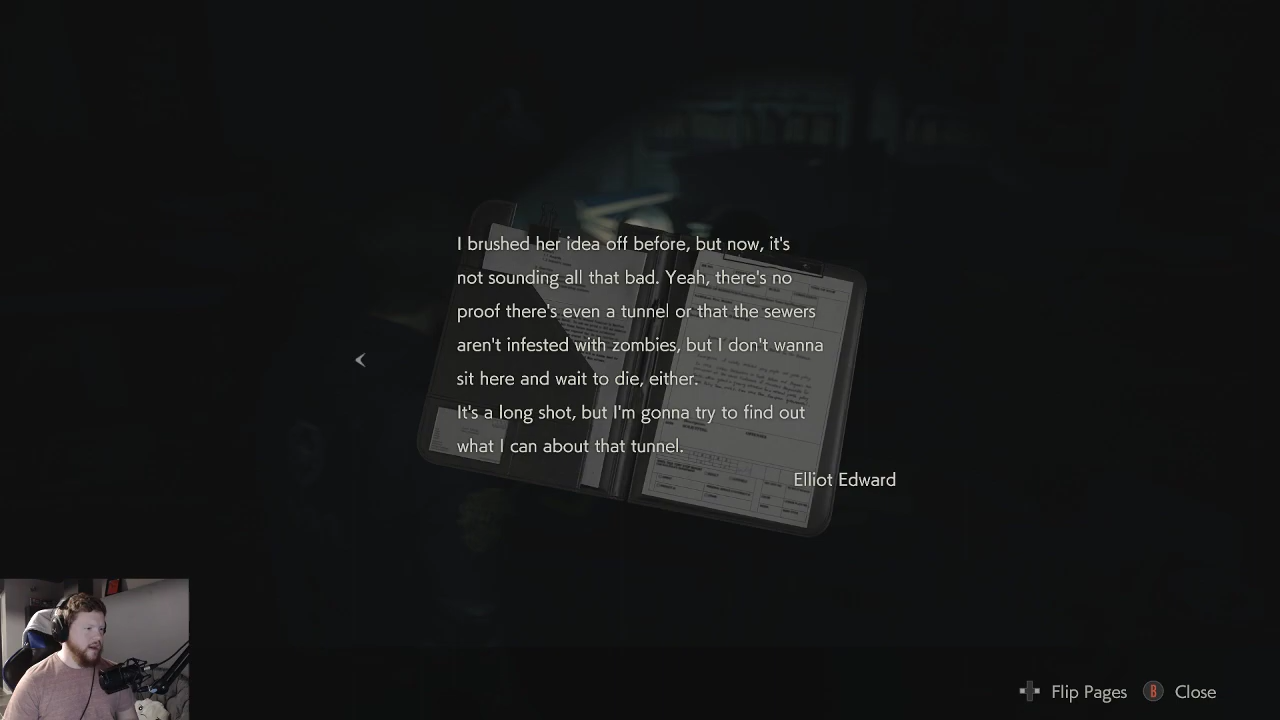 I brushed her idea off before, but now, it's
not sounding all that bad. Yeah, there's no
proof there's even a tunnel or that the sewers
aren't infested with zombies, but I don't wanna
sit here and wait to die, either.
It's a long shot, but I'm gonna try to find out
what I can about that tunnel.
Elliot Edward
Flip Pages B Close